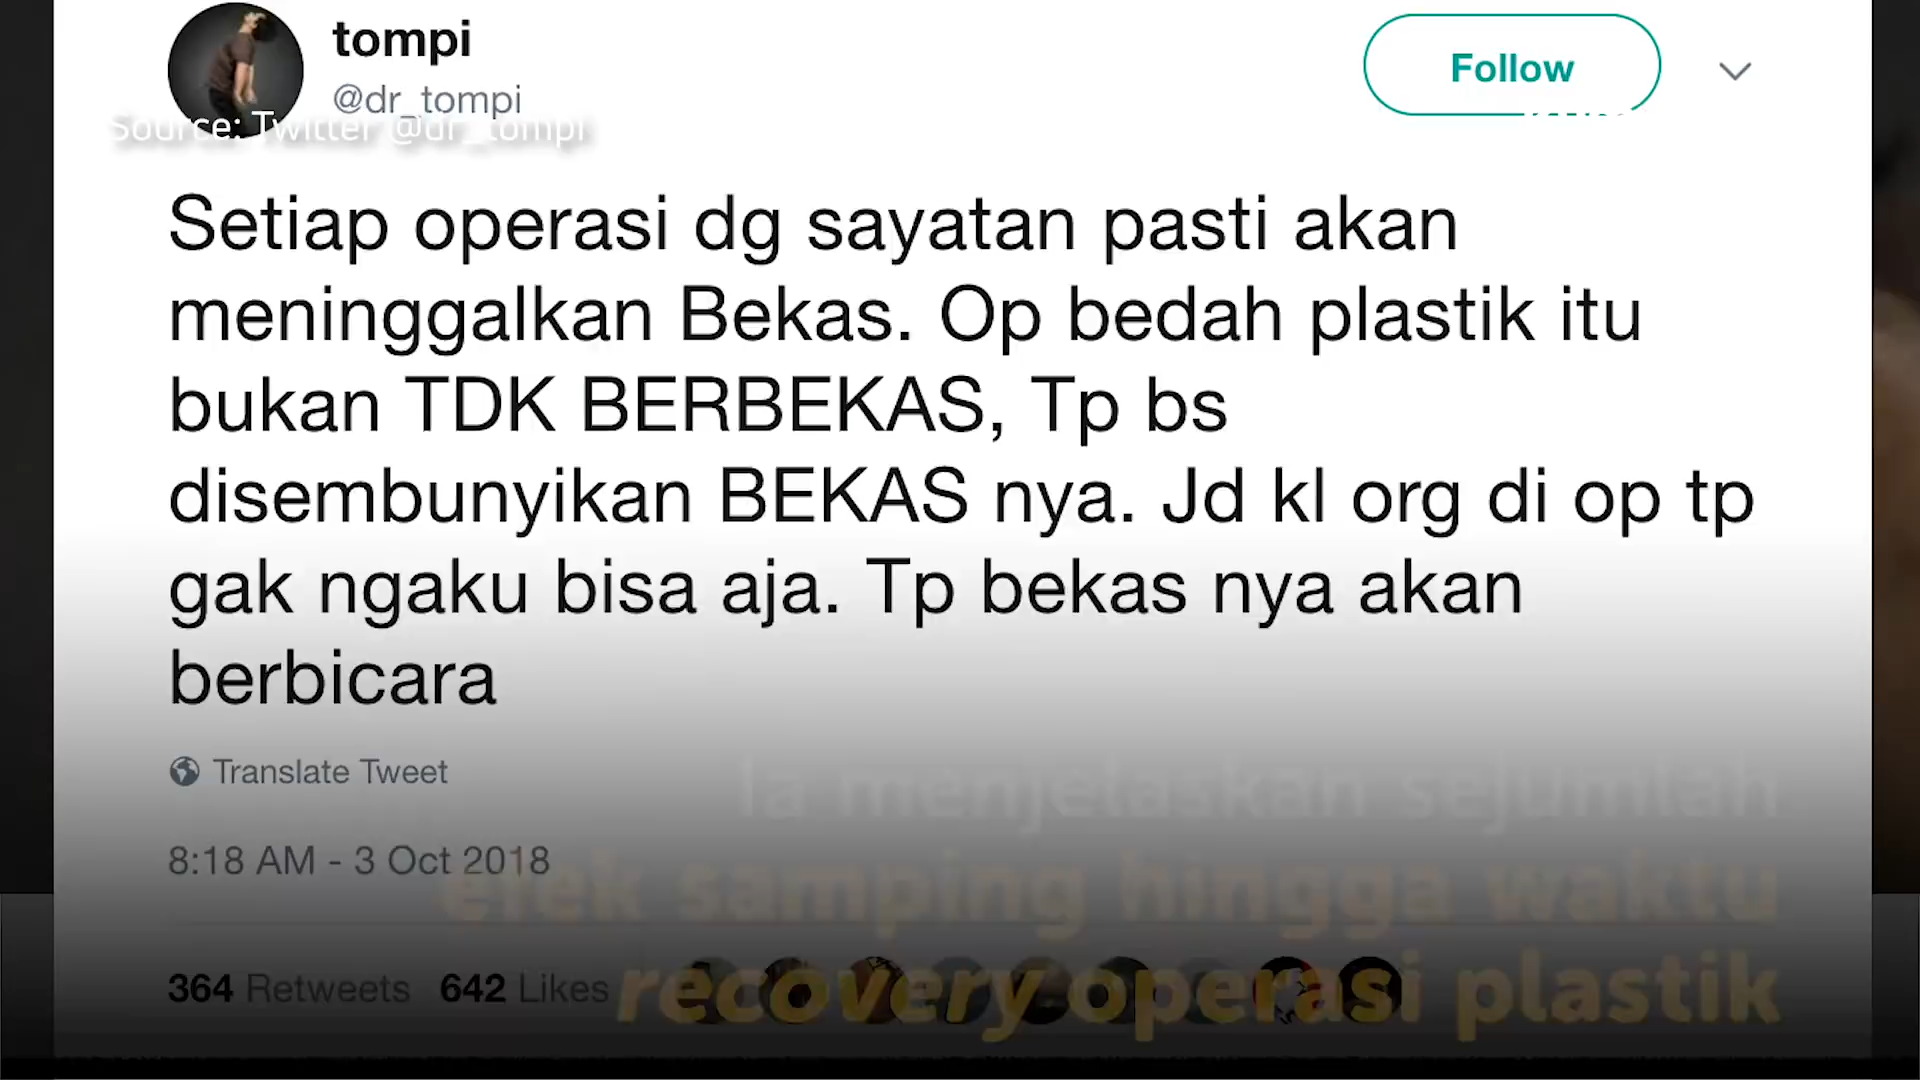 tompi
@dr_tompi
Follow
Source: Twitter @dr_tompi
Setiap operasi dg sayatan pasti akan
meninggalkan Bekas. Op bedah plastik itu
bukan TDK BERBEKAS, Tp bs
disembunyikan BEKAS nya. Jd kl org di op tp
gak ngaku bisa aja. Tp bekas nya akan
berbicara
Translate Tweet
8:18 AM - 3 Oct 2018
364 Retweets 642 Likes
Ia menjelaskan sejumlah
efek samping hingga waktu
recovery operasi plastik